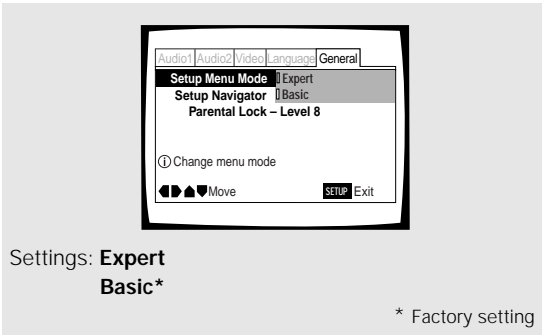 Audio1 Audio2 Video Language General
Setup Menu Mode Expert
Setup Navigator Basic
Parental Lock – Level 8
i Change menu mode
Move SETUP Exit
Settings: Expert
Basic*
* Factory setting